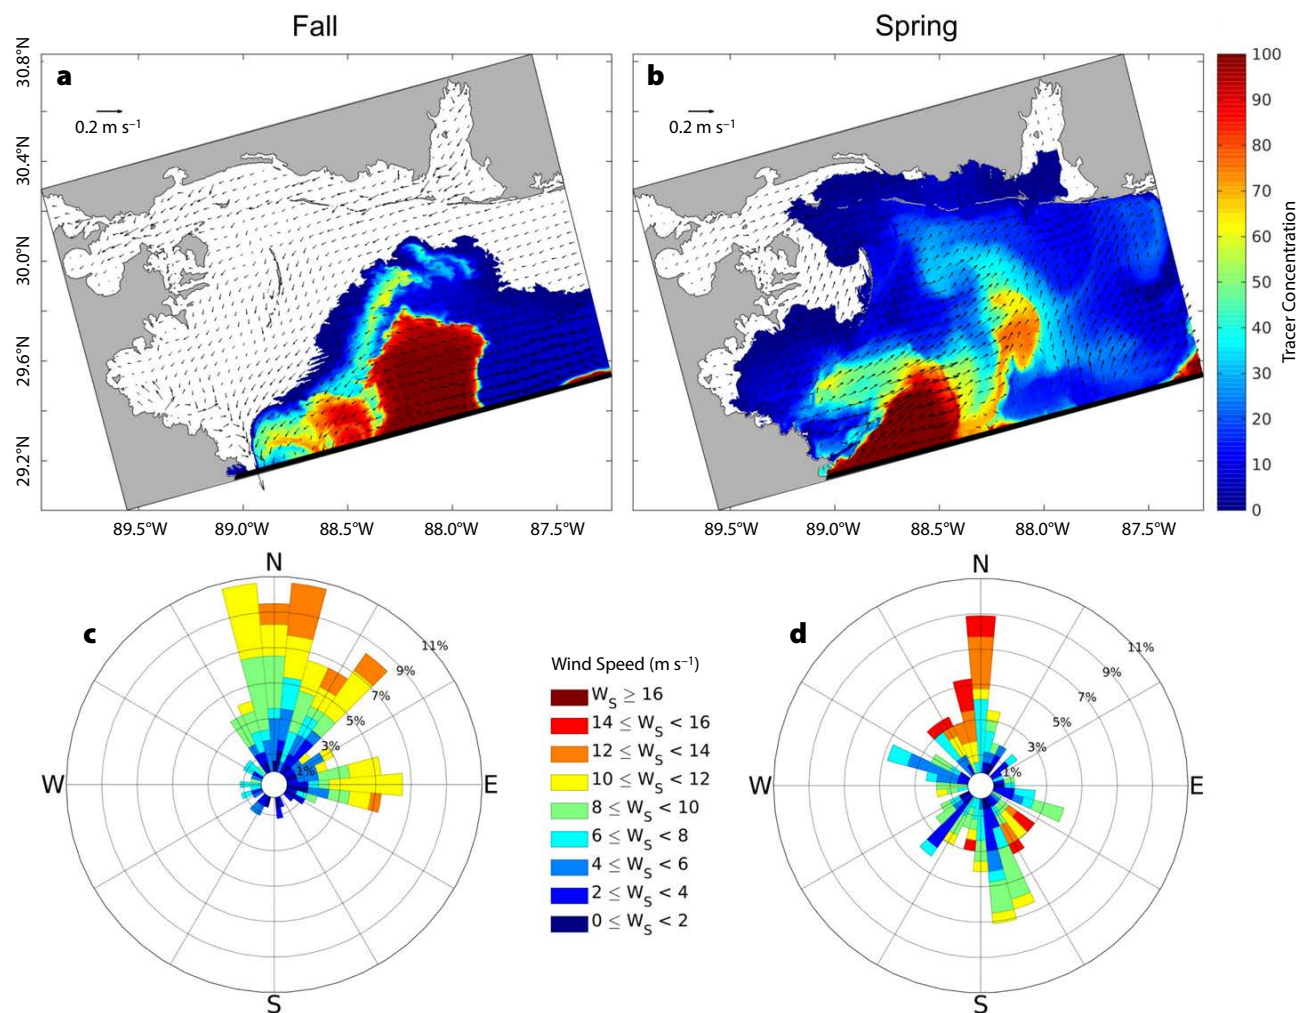 Fall
Spring
a
0.2 m s⁻¹
30.8°N
30.4°N
30.0°N
29.6°N
29.2°N
89.5°W
89.0°W
88.5°W
88.0°W
87.5°W
b
0.2 m s⁻¹
89.5°W
89.0°W
88.5°W
88.0°W
87.5°W
100
90
80
70
60
50
40
30
20
10
0
Tracer Concentration
c
N
11%
9%
7%
5%
3%
1%
W
E
S
Wind Speed (m s⁻¹)
W_S ≥ 16
14 ≤ W_S < 16
12 ≤ W_S < 14
10 ≤ W_S < 12
8 ≤ W_S < 10
6 ≤ W_S < 8
4 ≤ W_S < 6
2 ≤ W_S < 4
0 ≤ W_S < 2
d
N
11%
9%
7%
5%
3%
1%
W
E
S